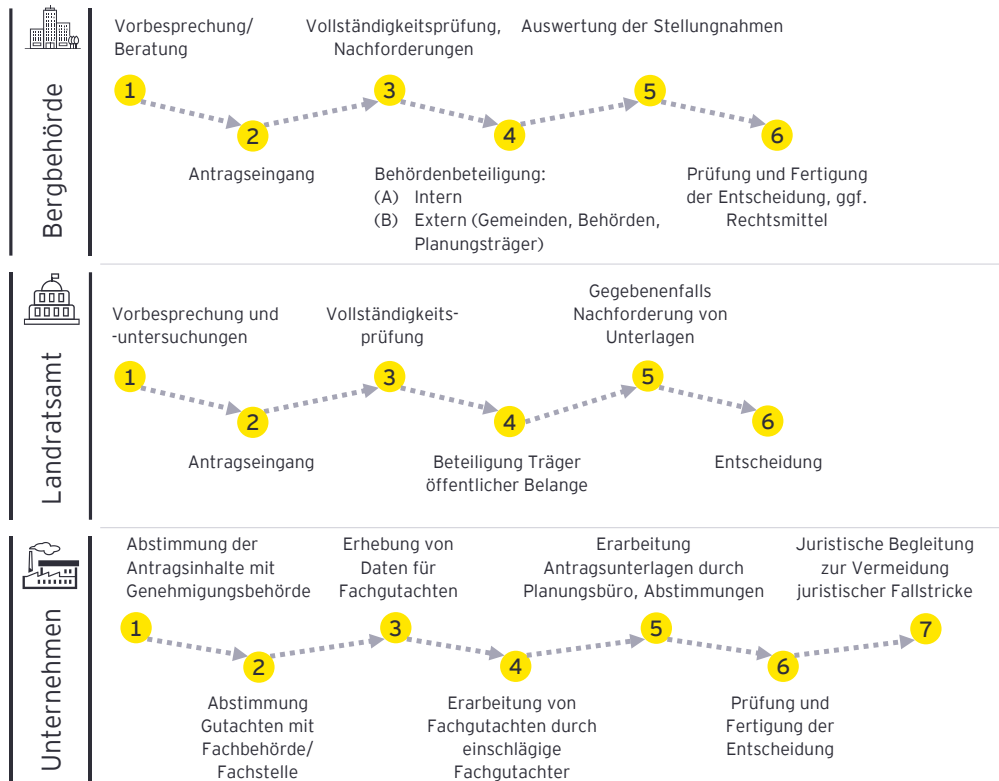 Bergbehörde
Vorbesprechung/
Beratung
Vollständigkeitsprüfung,
Nachforderungen
Auswertung der Stellungnahmen
1
2
3
4
5
6
Antragseingang
Behördenbeteiligung:
(A) Intern
(B) Extern (Gemeinden, Behörden,
Planungsträger)
Prüfung und Fertigung
der Entscheidung, ggf.
Rechtsmittel
Landratsamt
Vorbesprechung und
-untersuchungen
Vollständigkeits-
prüfung
Gegebenenfalls
Nachforderung von
Unterlagen
1
2
3
4
5
6
Antragseingang
Beteiligung Träger
öffentlicher Belange
Entscheidung
Unternehmen
Abstimmung der
Antragsinhalte mit
Genehmigungsbehörde
Erhebung von
Daten für
Fachgutachten
Erarbeitung
Antragsunterlagen durch
Planungsbüro, Abstimmungen
Juristische Begleitung
zur Vermeidung
juristischer Fallstricke
1
2
3
4
5
6
7
Abstimmung
Gutachten mit
Fachbehörde/
Fachstelle
Erarbeitung von
Fachgutachten durch
einschlägige
Fachgutachter
Prüfung und
Fertigung der
Entscheidung